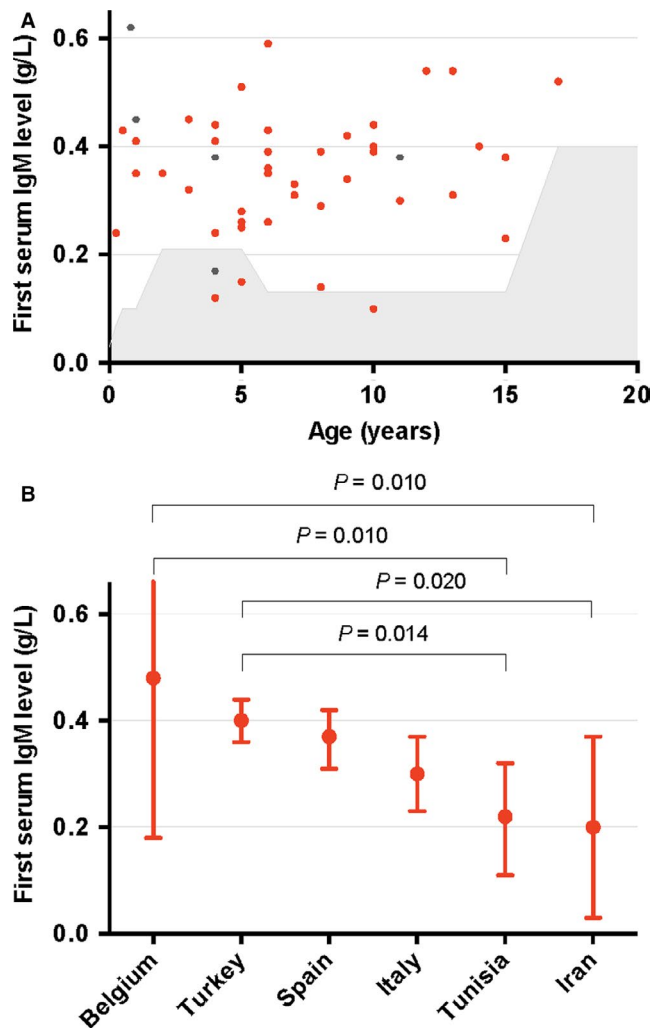 A
First serum IgM level (g/L)
0.6
0.4
0.2
0.0
0
5
10
15
20
Age (years)
B
P = 0.010
P = 0.010
P = 0.020
P = 0.014
First serum IgM level (g/L)
0.6
0.4
0.2
0.0
Belgium
Turkey
Spain
Italy
Tunisia
Iran